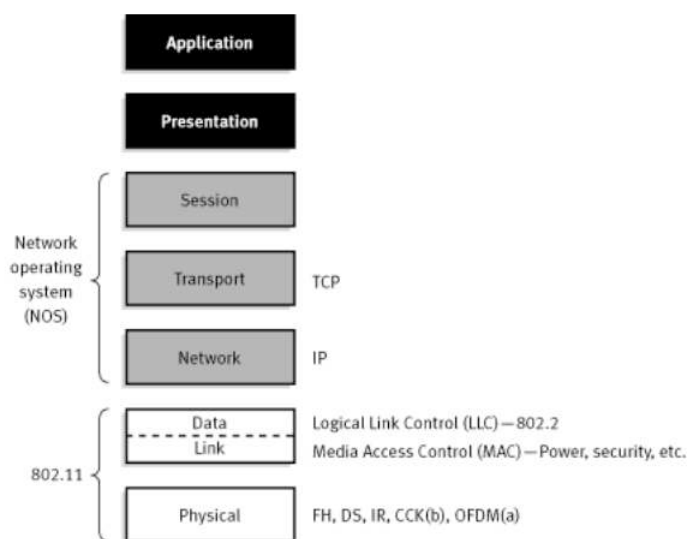 Application
Presentation
Session
Network
operating
system
(NOS)
Transport
TCP
Network
IP
Data
Logical Link Control (LLC)—802.2
Link
Media Access Control (MAC)—Power, security, etc.
802.11
Physical
FH, DS, IR, CCK(b), OFDM(a)